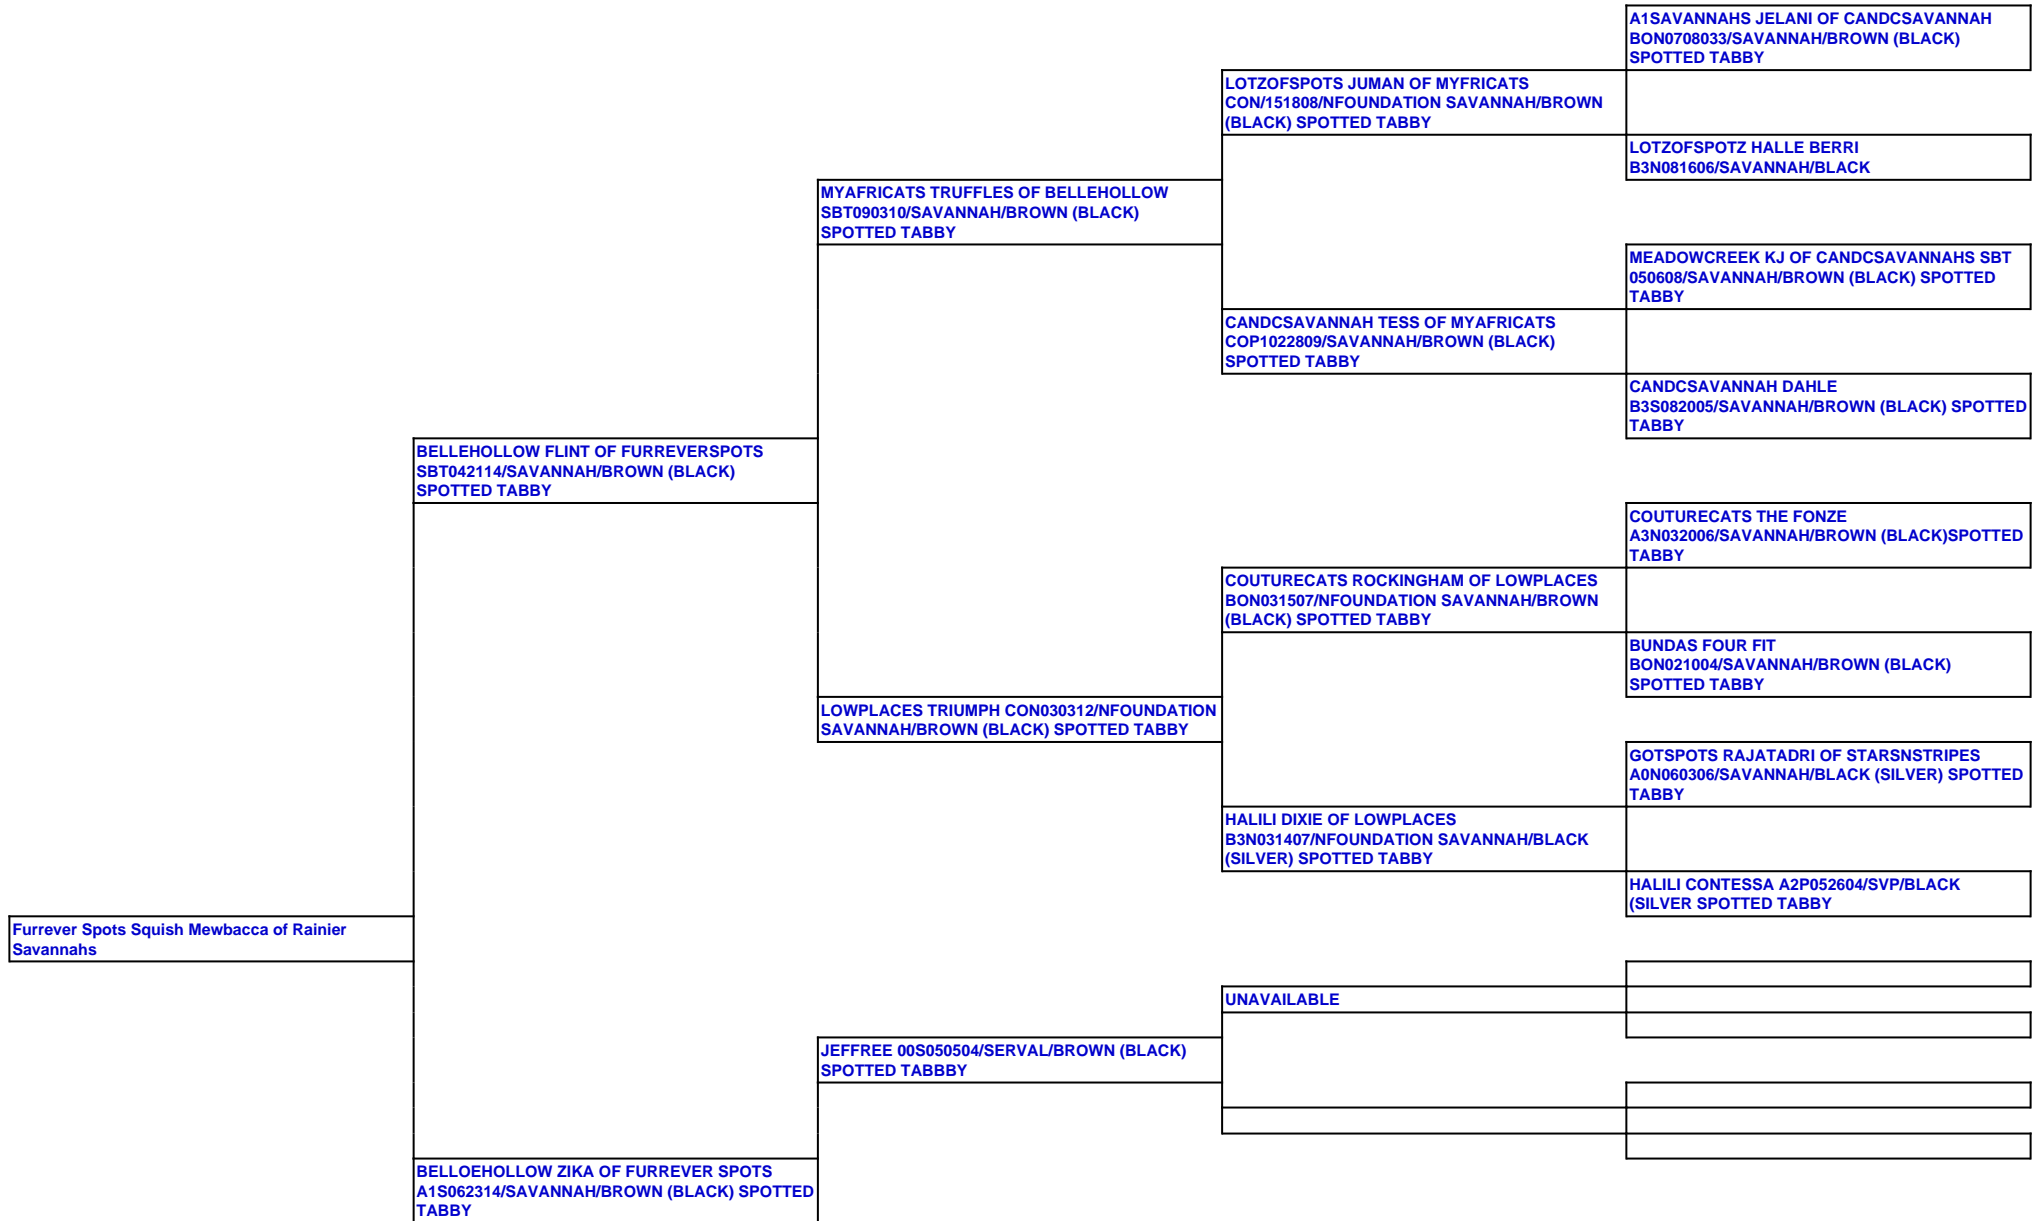 A1SAVANNAHS JELANI OF CANDCSAVANNAH
BON0708033/SAVANNAH/BROWN (BLACK)
SPOTTED TABBY
LOTZOFSPOTS JUMAN OF MYFRICATS
CON/151808/NFOUNDATION SAVANNAH/BROWN
(BLACK) SPOTTED TABBY
LOTZOFSPOTZ HALLE BERRI
B3N081606/SAVANNAH/BLACK
MYAFRICATS TRUFFLES OF BELLEHOLLOW
SBT090310/SAVANNAH/BROWN (BLACK)
SPOTTED TABBY
MEADOWCREEK KJ OF CANDCSAVANNAHS SBT
050608/SAVANNAH/BROWN (BLACK) SPOTTED
TABBY
CANDCSAVANNAH TESS OF MYAFRICATS
COP1022809/SAVANNAH/BROWN (BLACK)
SPOTTED TABBY
CANDCSAVANNAH DAHLE
B3S082005/SAVANNAH/BROWN (BLACK) SPOTTED
TABBY
BELLEHOLLOW FLINT OF FURREVERSPOTS
SBT042114/SAVANNAH/BROWN (BLACK)
SPOTTED TABBY
COUTURECATS THE FONZE
A3N032006/SAVANNAH/BROWN (BLACK)SPOTTED
TABBY
COUTURECATS ROCKINGHAM OF LOWPLACES
BON031507/NFOUNDATION SAVANNAH/BROWN
(BLACK) SPOTTED TABBY
BUNDAS FOUR FIT
BON021004/SAVANNAH/BROWN (BLACK)
SPOTTED TABBY
LOWPLACES TRIUMPH CON030312/NFOUNDATION
SAVANNAH/BROWN (BLACK) SPOTTED TABBY
GOTSPOTS RAJATADRI OF STARSNSTRIPES
A0N060306/SAVANNAH/BLACK (SILVER) SPOTTED
TABBY
HALILI DIXIE OF LOWPLACES
B3N031407/NFOUNDATION SAVANNAH/BLACK
(SILVER) SPOTTED TABBY
HALILI CONTESSA A2P052604/SVP/BLACK
(SILVER SPOTTED TABBY
Furrever Spots Squish Mewbacca of Rainier
Savannahs
UNAVAILABLE
JEFFREE 00S050504/SERVAL/BROWN (BLACK)
SPOTTED TABBBY
BELLOEHOLLOW ZIKA OF FURREVER SPOTS
A1S062314/SAVANNAH/BROWN (BLACK) SPOTTED
TABBY